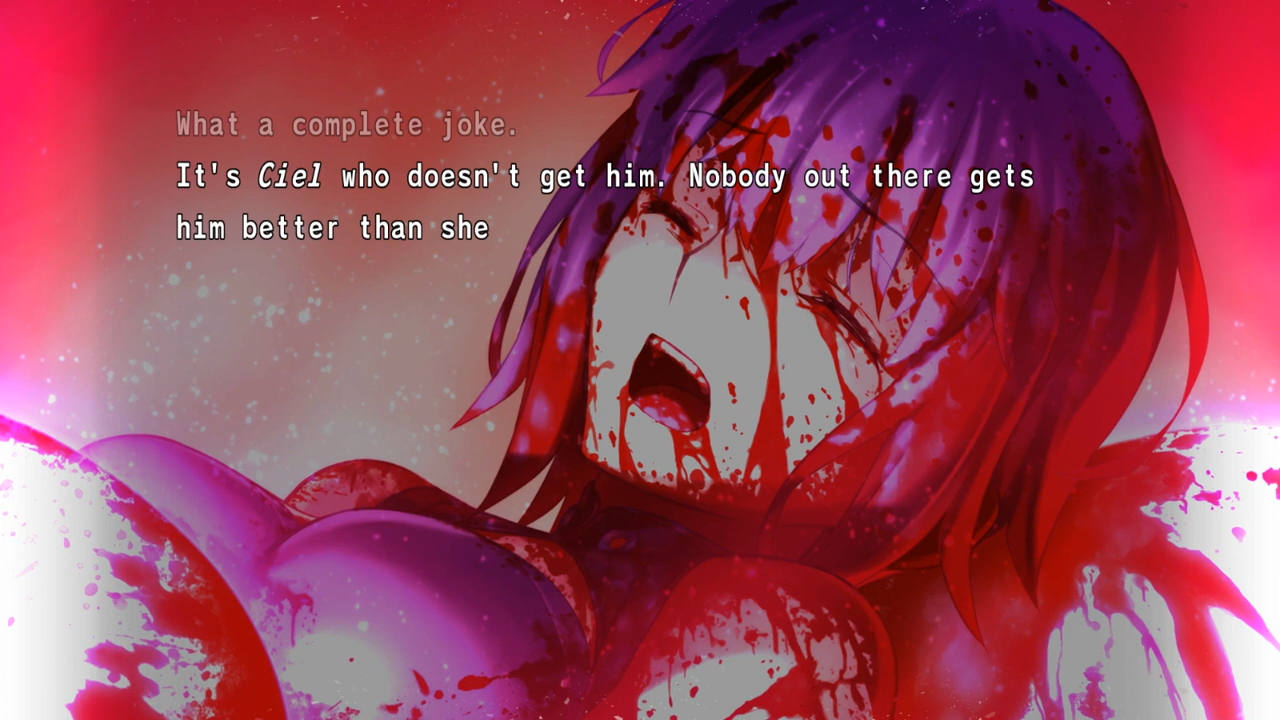 What a complete joke.
It's Ciel who doesn't get him. Nobody out there gets
him better than she